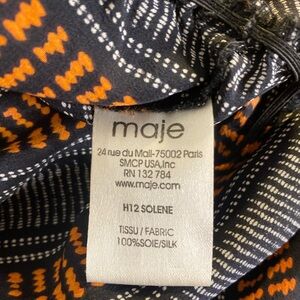 maje
24 rue du Mail-75002 Paris
SMCP USA.Inc
RN 132 784
www.maje.com
H12 SOLENE
TISSU / FABRIC
100%SOIE/SILK